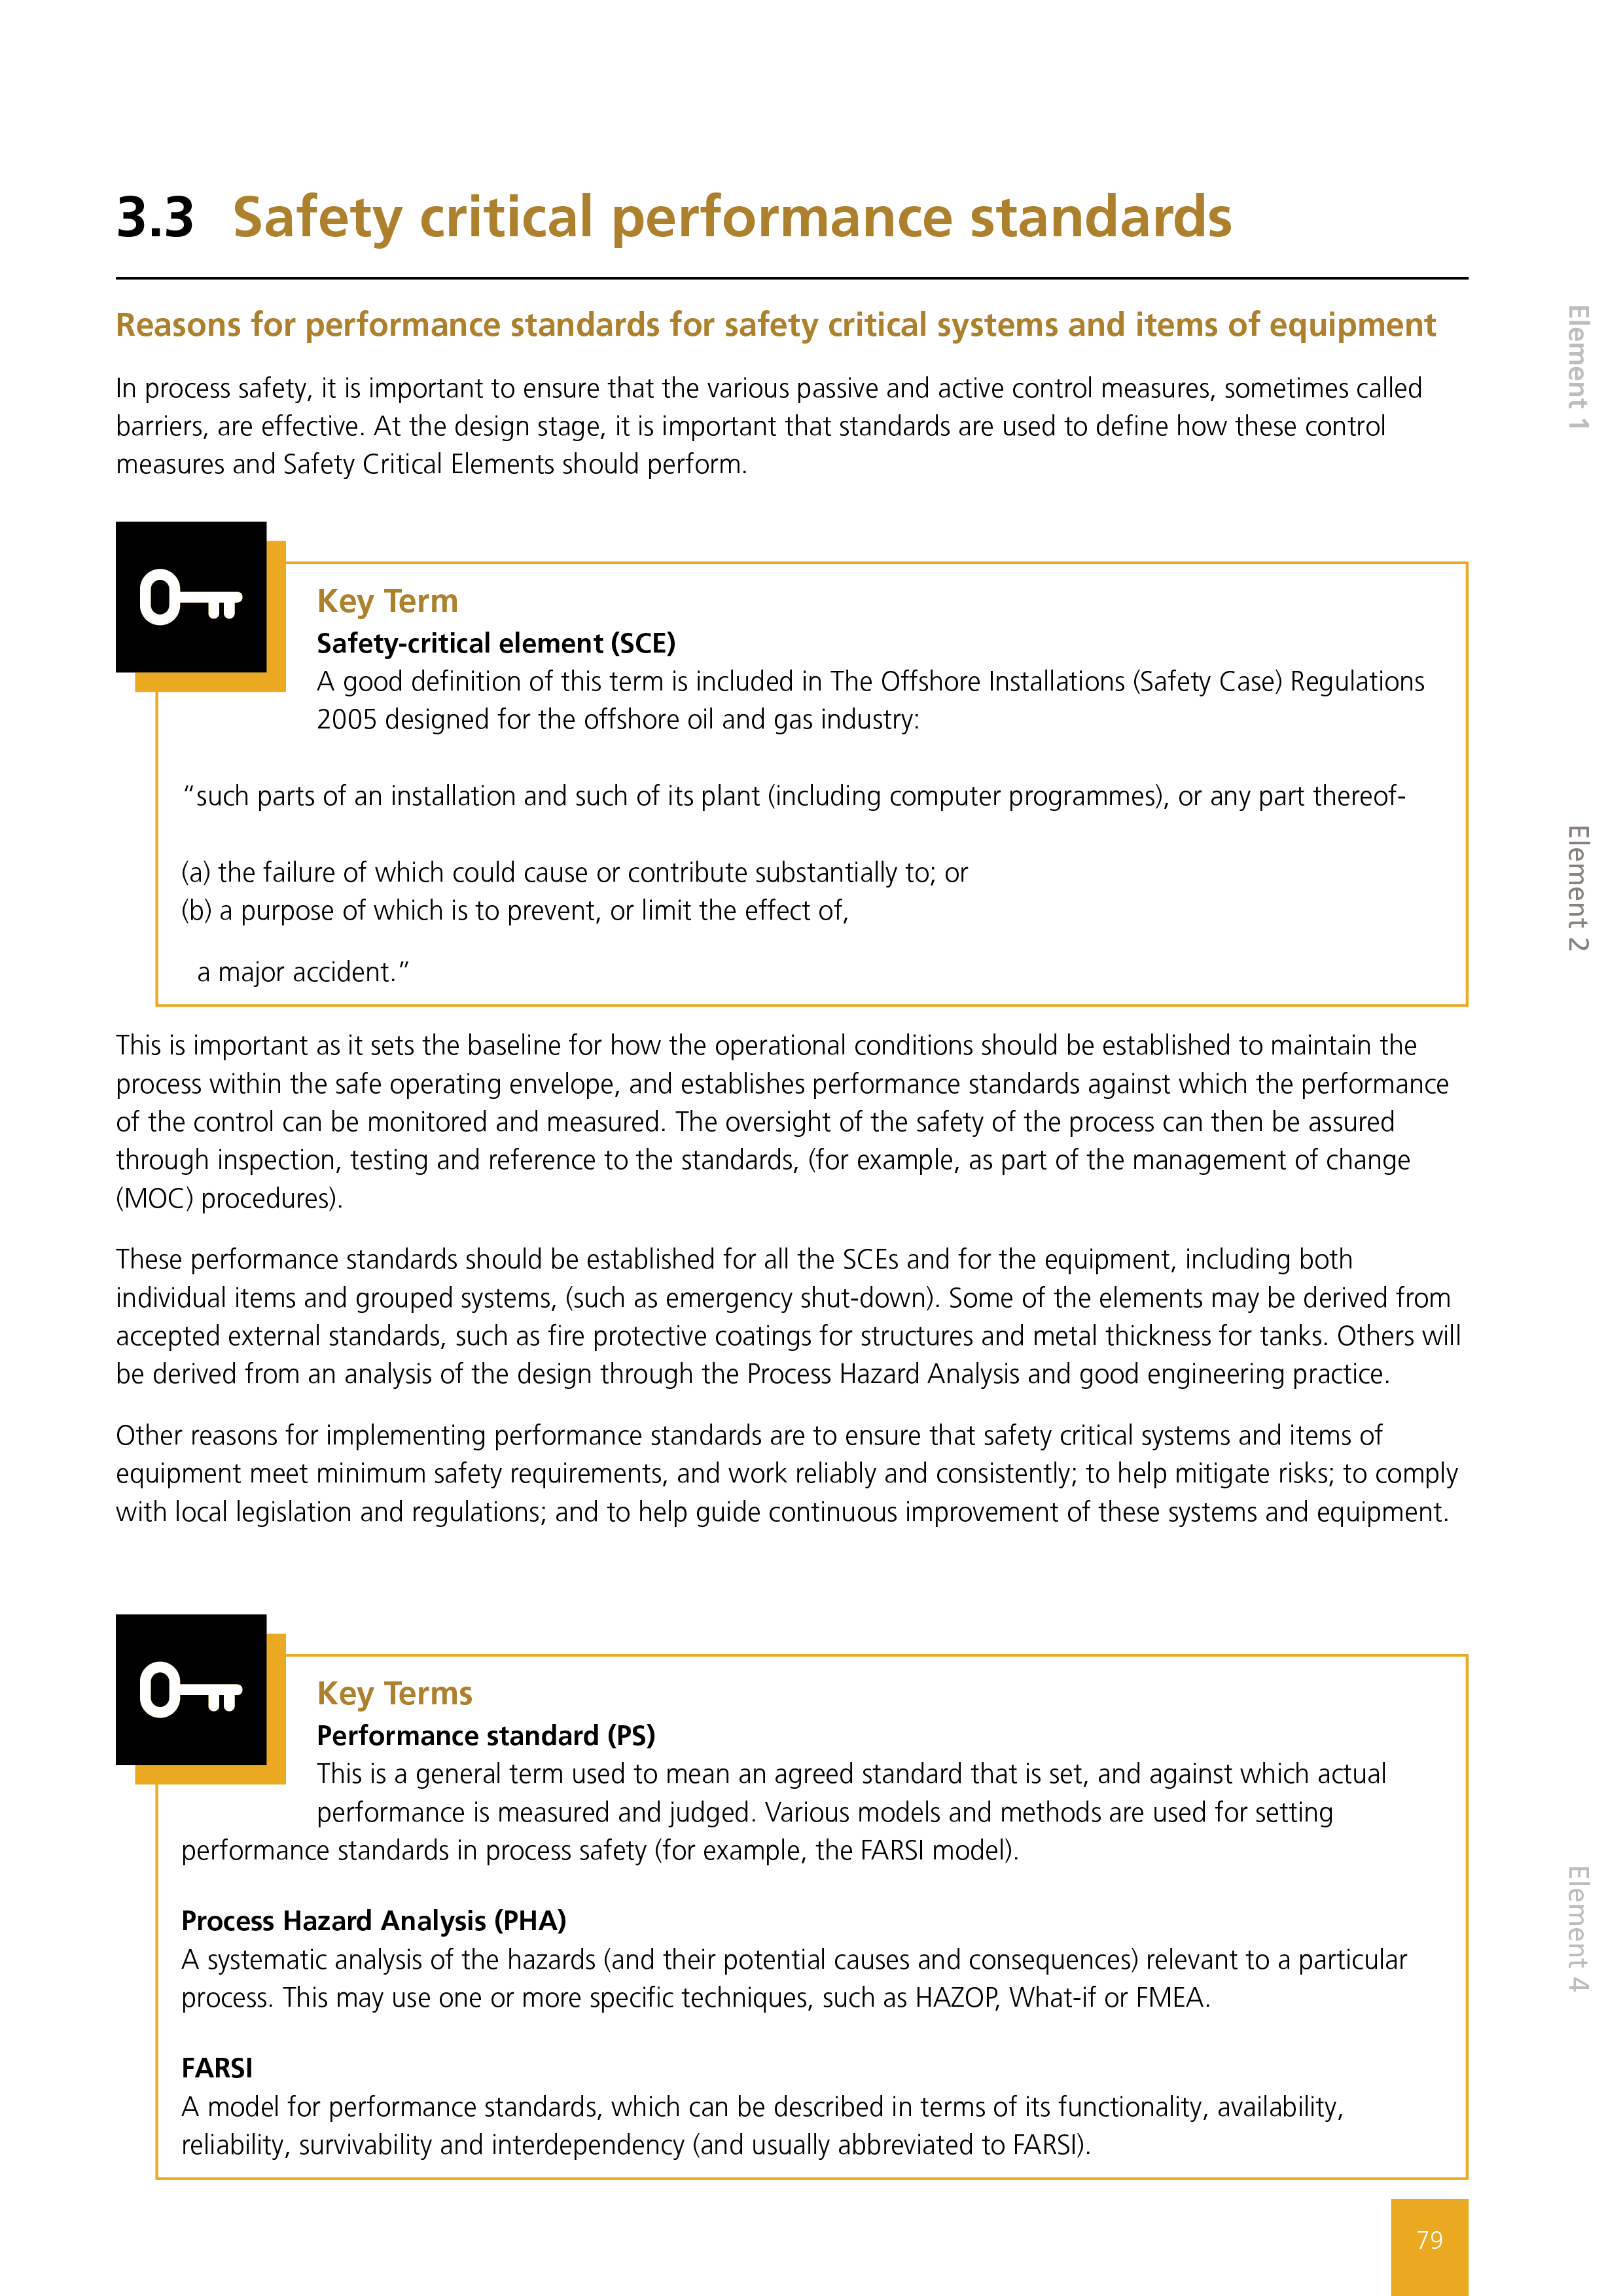 3.3 Safety critical performance standards
Reasons for performance standards for safety critical systems and items of equipment
In process safety, it is important to ensure that the various passive and active control measures, sometimes called
barriers, are effective. At the design stage, it is important that standards are used to define how these control
measures and Safety Critical Elements should perform.
Key Term
Safety-critical element (SCE)
A good definition of this term is included in The Offshore Installations (Safety Case) Regulations
2005 designed for the offshore oil and gas industry:
“such parts of an installation and such of its plant (including computer programmes), or any part thereof-
(a) the failure of which could cause or contribute substantially to; or
(b) a purpose of which is to prevent, or limit the effect of,
a major accident.”
This is important as it sets the baseline for how the operational conditions should be established to maintain the
process within the safe operating envelope, and establishes performance standards against which the performance
of the control can be monitored and measured. The oversight of the safety of the process can then be assured
through inspection, testing and reference to the standards, (for example, as part of the management of change
(MOC) procedures).
These performance standards should be established for all the SCEs and for the equipment, including both
individual items and grouped systems, (such as emergency shut-down). Some of the elements may be derived from
accepted external standards, such as fire protective coatings for structures and metal thickness for tanks. Others will
be derived from an analysis of the design through the Process Hazard Analysis and good engineering practice.
Other reasons for implementing performance standards are to ensure that safety critical systems and items of
equipment meet minimum safety requirements, and work reliably and consistently; to help mitigate risks; to comply
with local legislation and regulations; and to help guide continuous improvement of these systems and equipment.
Key Terms
Performance standard (PS)
This is a general term used to mean an agreed standard that is set, and against which actual
performance is measured and judged. Various models and methods are used for setting
performance standards in process safety (for example, the FARSI model).
Process Hazard Analysis (PHA)
A systematic analysis of the hazards (and their potential causes and consequences) relevant to a particular
process. This may use one or more specific techniques, such as HAZOP, What-if or FMEA.
FARSI
A model for performance standards, which can be described in terms of its functionality, availability,
reliability, survivability and interdependency (and usually abbreviated to FARSI).
79
Element 1
Element 2
Element 4